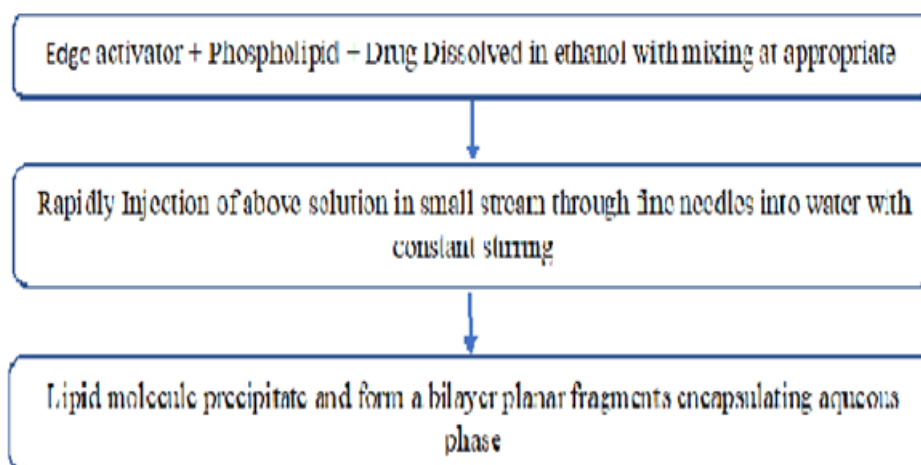 Edge activator + Phospholipid + Drug Dissolved in ethanol with mixing at appropriate
Rapidly Injection of above solution in small stream through fine needles into water with
constant stirring
Lipid molecule precipitate and form a bilayer planar fragments encapsulating aqueous
phase